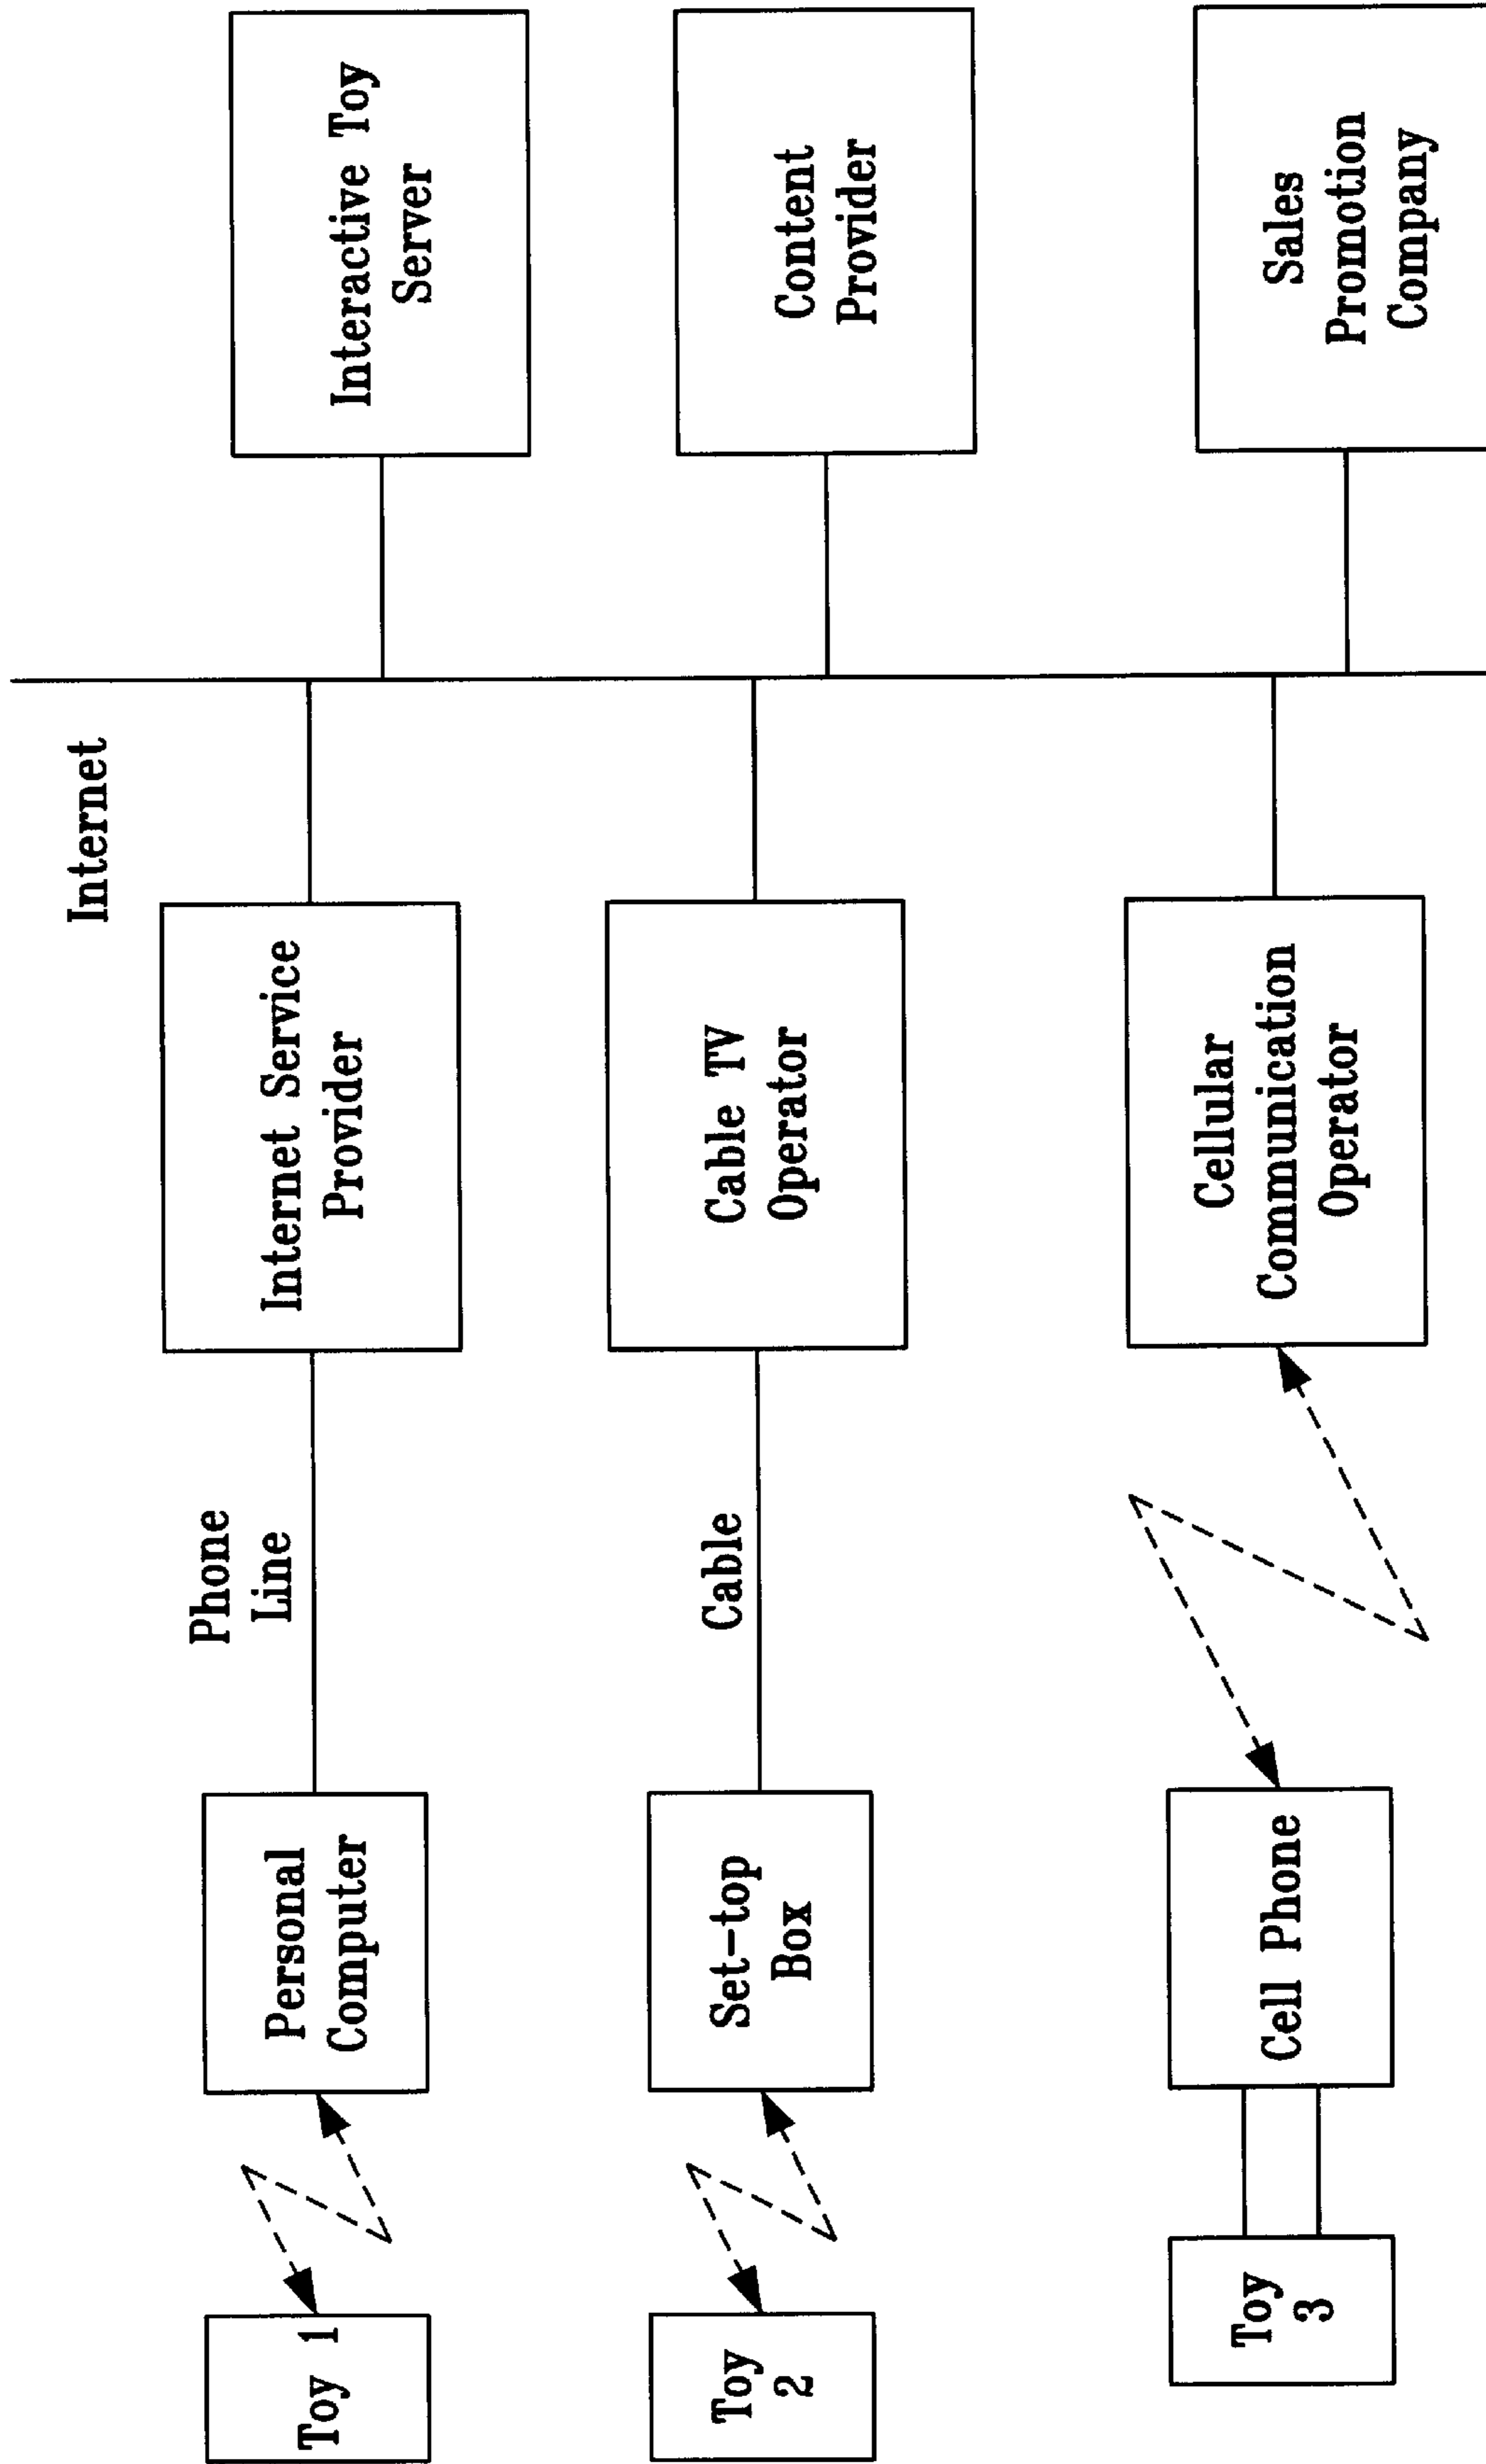 Internet
Toy 1
Personal
Computer
Phone
Line
Internet Service
Provider
Interactive Toy
Server
Toy
2
Set-top
Box
Cable
Cable TV
Operator
Content
Provider
Toy
3
Cell Phone
Cellular
Communication
Operator
Sales
Promotion
Company